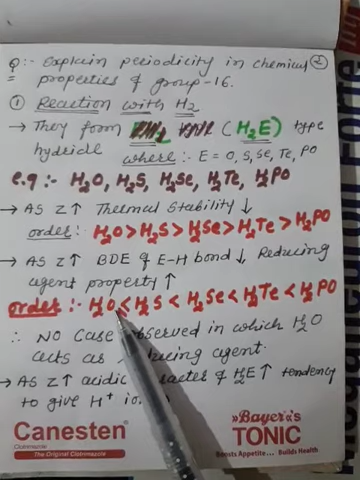 Q:- Explain periodicity in chemical ②
properties of group-16.
① Reaction with H₂
→ They form (H₂E) type
hydride where :- E = O, S, Se, Te, PO
e.g :- H₂O, H₂S, H₂Se, H₂Te, H₂PO
→ AS Z↑ Thermal Stability ↓
order:- H₂O > H₂S > H₂Se > H₂Te > H₂PO
→ AS Z↑ BDE of E-H bond ↓ Reducing
agent property ↑
order :- H₂O < H₂S < H₂Se < H₂Te < H₂PO
∴ NO Case observed in which H₂O
acts as reducing agent.
→ AS Z↑ acidic of H₂E ↑ tendency
to give H⁺
Canesten®
Clotrimazole
The Original Clotrimazole
»Bayer's«
TONIC
Boosts Appetite... Builds Health